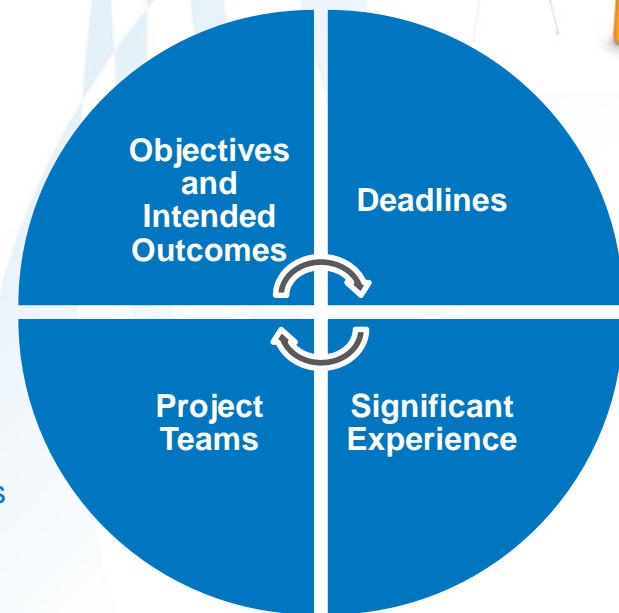 Objectives
and
Intended
Outcomes
Deadlines
Project
Teams
Significant
Experience
s